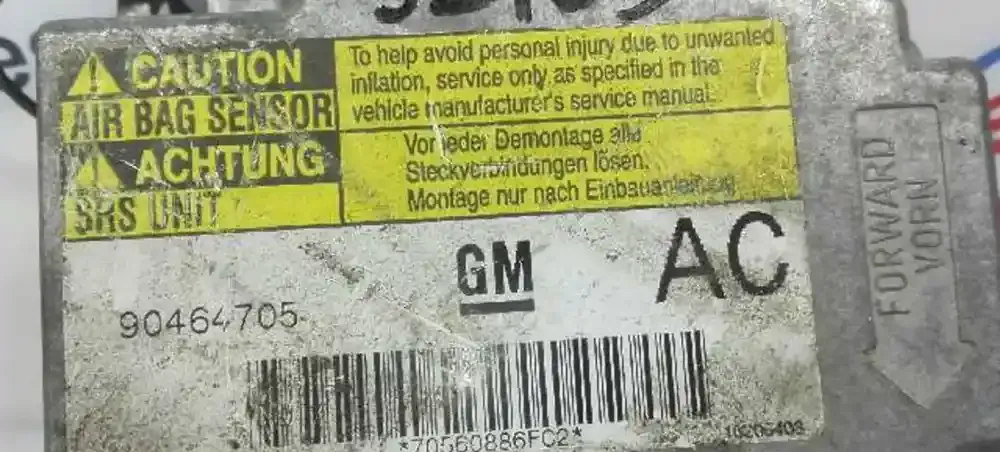 CAUTION
AIR BAG SENSOR
To help avoid personal injury due to unwanted
inflation, service only as specified in the
vehicle manufacturer's service manual.
ACHTUNG
SRS UNIT
Vor jeder Demontage alle
Steckverbindungen lösen.
Montage nur nach Einbauanleitung
GM
AC
90464705
*70560886FC2*
FORWARD
VORN